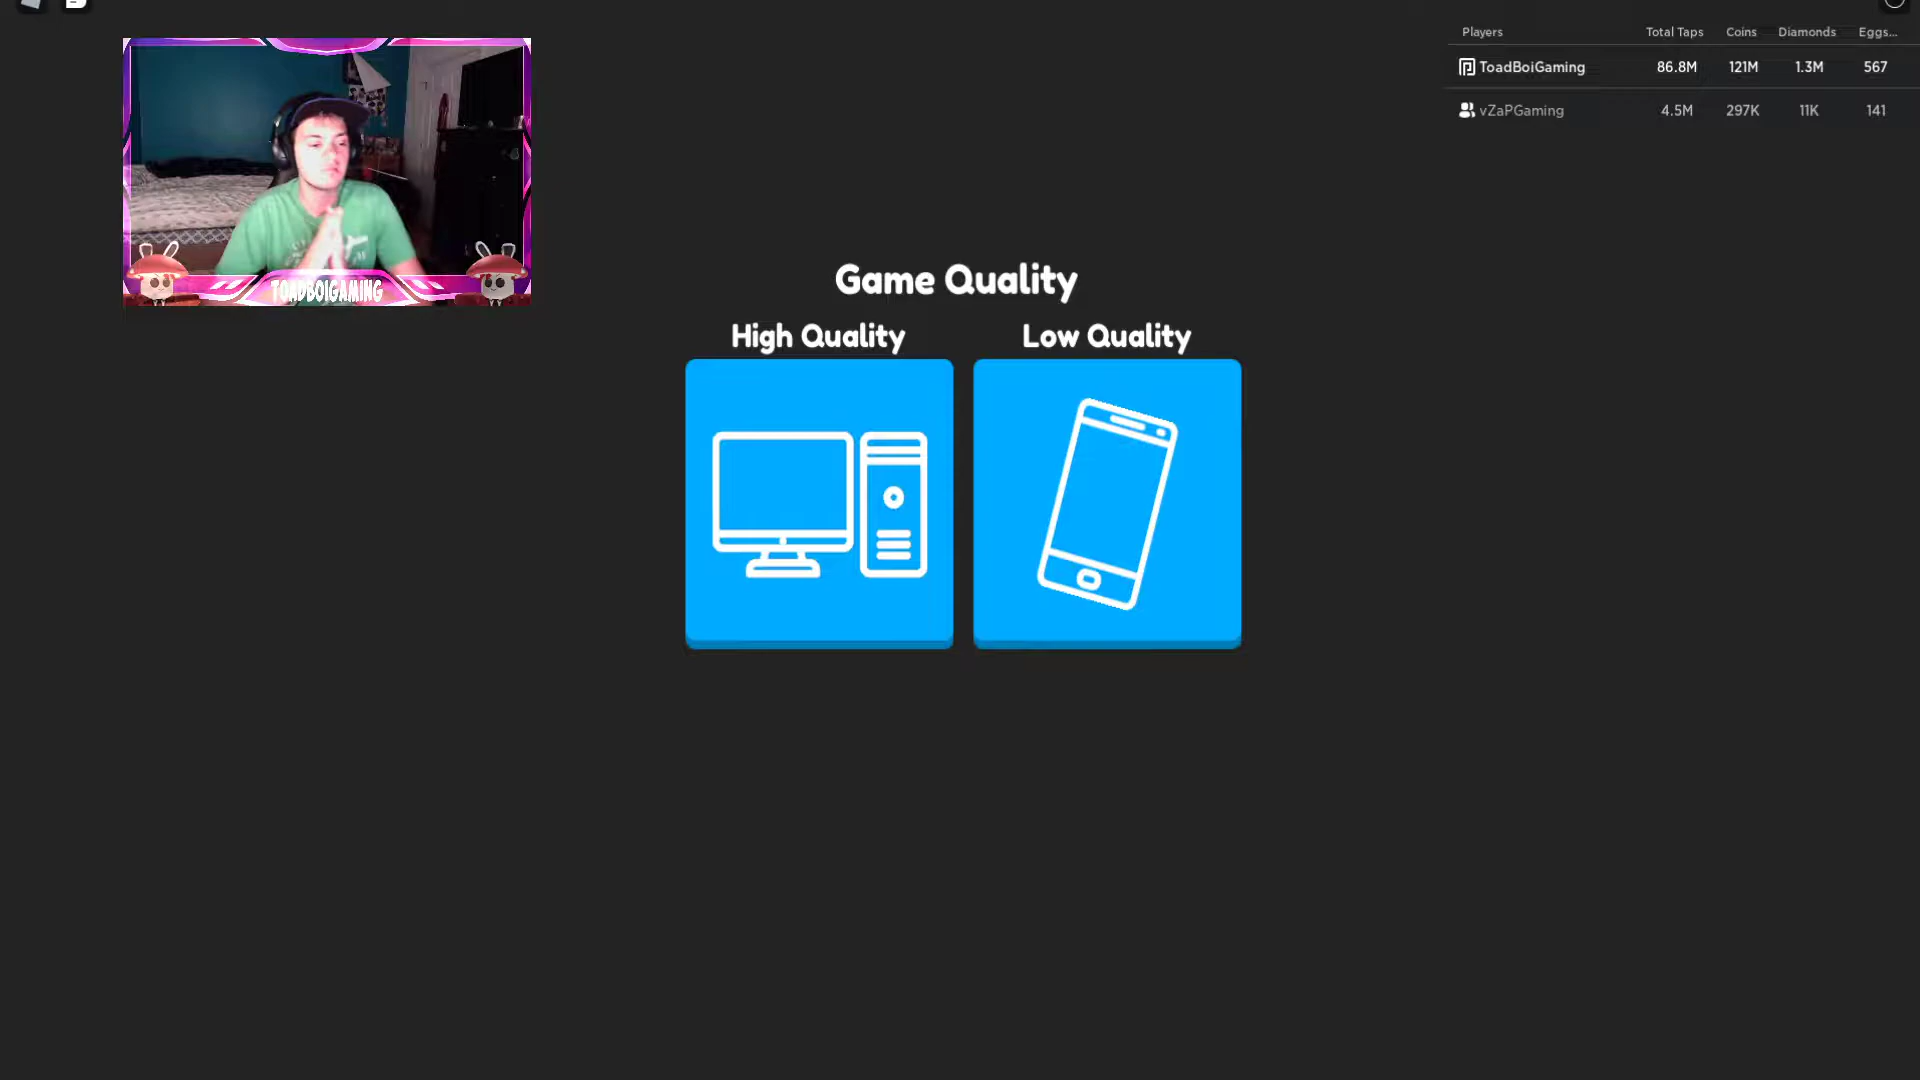 Players Total Taps Coins Diamonds Eggs...
ToadBoiGaming 86.8M 121M 1.3M 567
vZaPGaming 4.5M 297K 11K 141
TOADBOIGAMING
Game Quality
High Quality Low Quality